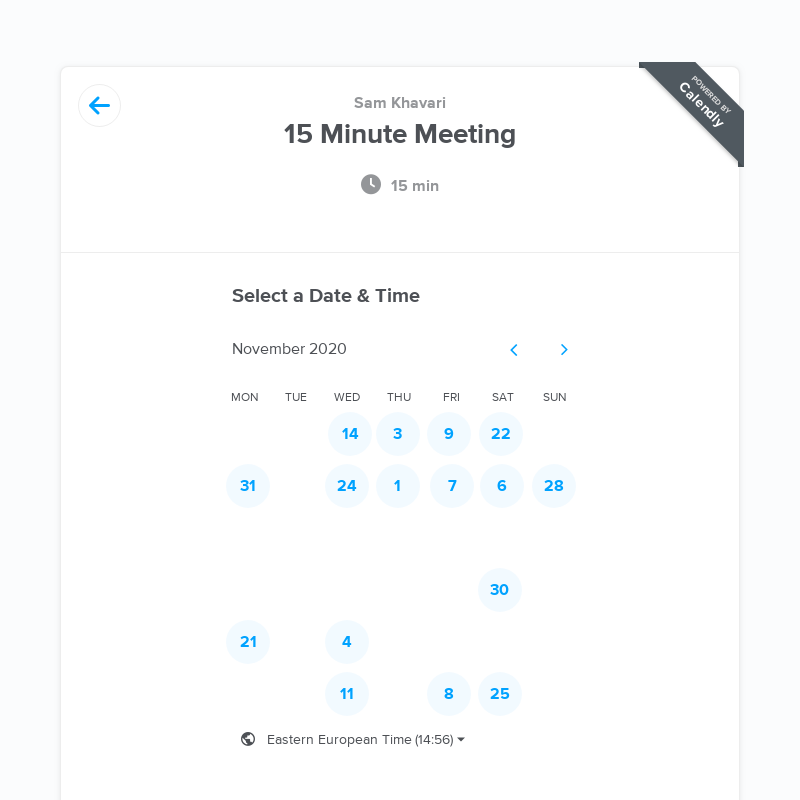 Sam Khavari
15 Minute Meeting
15 min
POWERED BY
Calendly
Select a Date & Time
November 2020
MON TUE WED THU FRI SAT SUN
14 3 9 22
31 24 1 7 6 28
30
21 4
11 8 25
Eastern European Time (14:56)